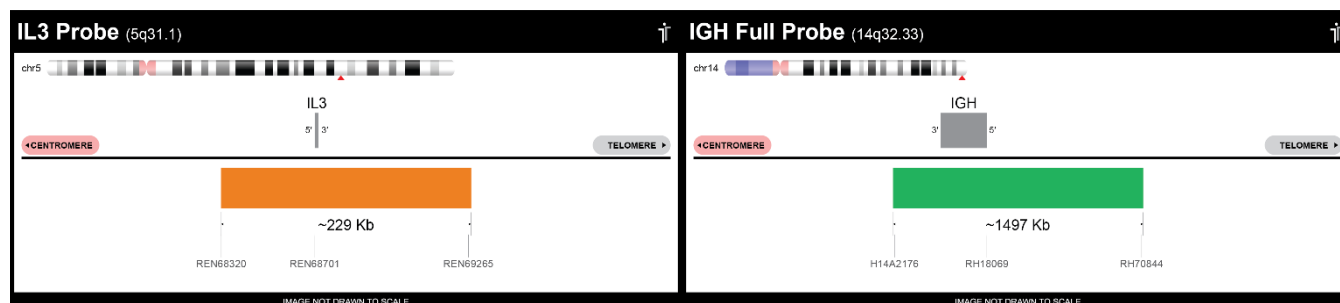 IL3 Probe (5q31.1)
chr5
IL3
5' 3'
◂CENTROMERE
TELOMERE ▸
~229 Kb
REN68320 REN68701 REN69265
IMAGE NOT DRAWN TO SCALE
IGH Full Probe (14q32.33)
chr14
IGH
3' 5'
◂CENTROMERE
TELOMERE ▸
~1497 Kb
H14A2176 RH18069 RH70844
IMAGE NOT DRAWN TO SCALE